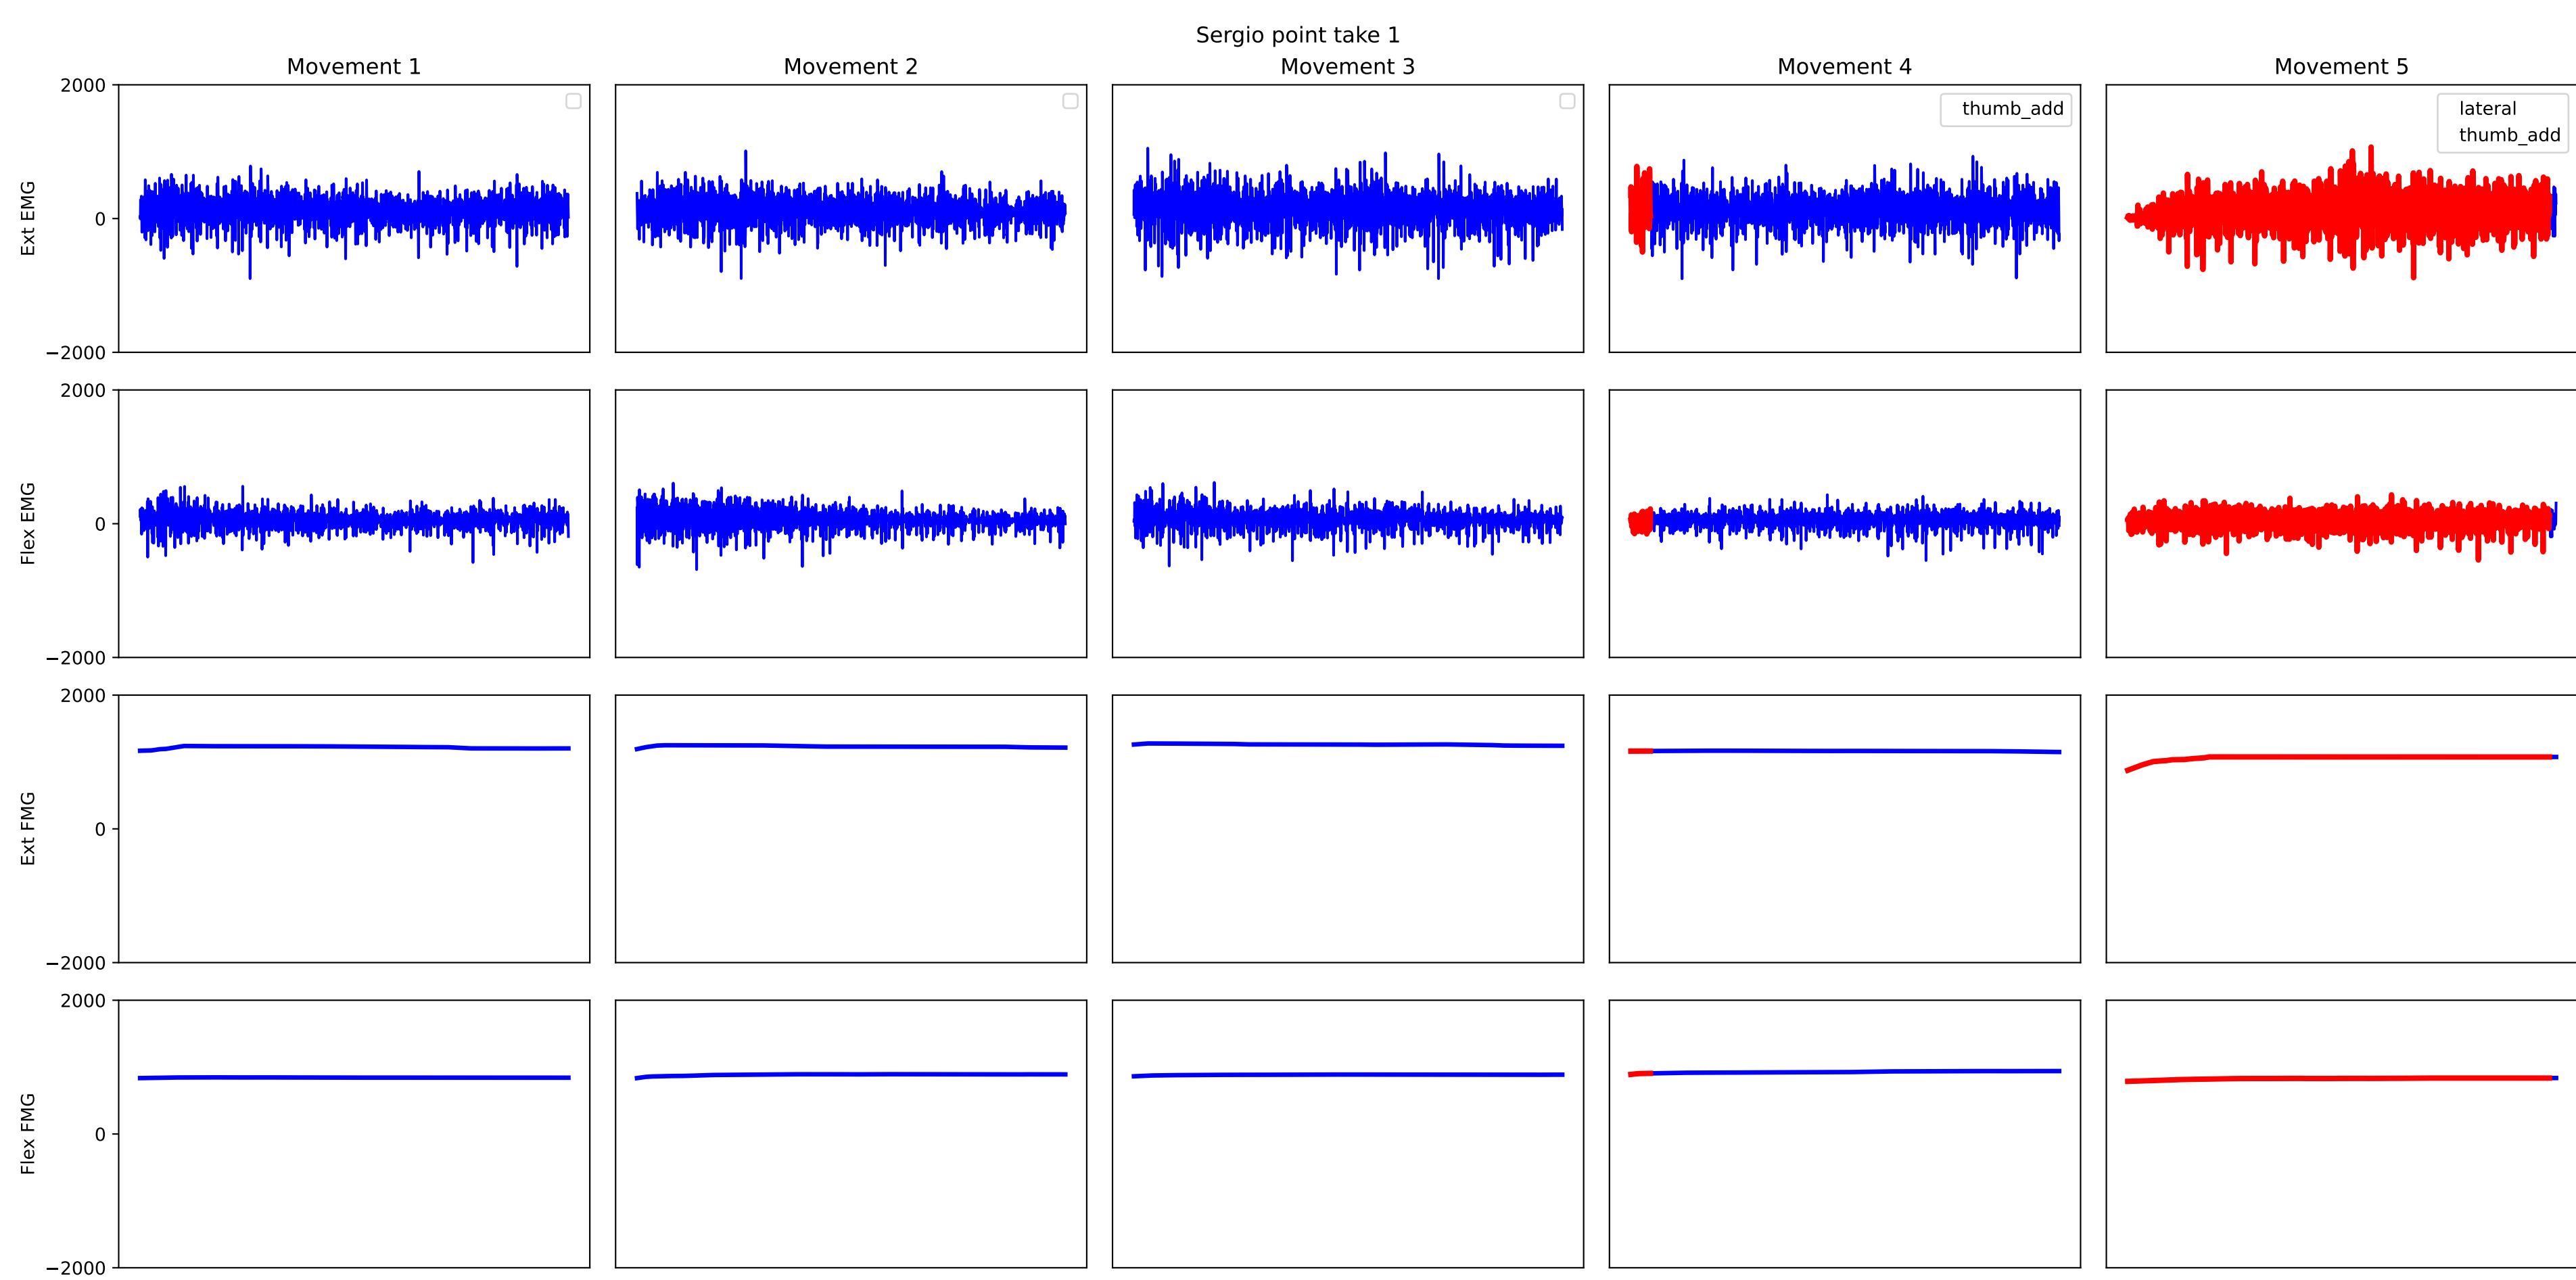 Sergio point take 1
Movement 1
Movement 2
Movement 3
Movement 4
Movement 5
2000
0
−2000
Ext EMG
thumb_add
lateral
thumb_add
2000
0
−2000
Flex EMG
2000
0
−2000
Ext FMG
2000
0
−2000
Flex FMG